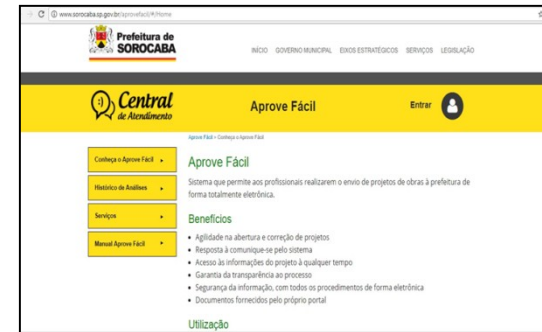 www.sorocaba.sp.gov.br/aprovefacil/#/Home
Prefeitura de
SOROCABA
INÍCIO GOVERNO MUNICIPAL EIXOS ESTRATÉGICOS SERVIÇOS LEGISLAÇÃO
Central
de Atendimento
Aprove Fácil
Entrar
Aprove Fácil > Conheça o Aprove Fácil
Conheça o Aprove Fácil
Histórico de Análises
Serviços
Manual Aprove Fácil
Aprove Fácil
Sistema que permite aos profissionais realizarem o envio de projetos de obras à prefeitura de
forma totalmente eletrônica.
Benefícios
• Agilidade na abertura e correção de projetos
• Resposta à comunique-se pelo sistema
• Acesso às informações do projeto à qualquer tempo
• Garantia da transparência ao processo
• Segurança da informação, com todos os procedimentos de forma eletrônica
• Documentos fornecidos pelo próprio portal
Utilização